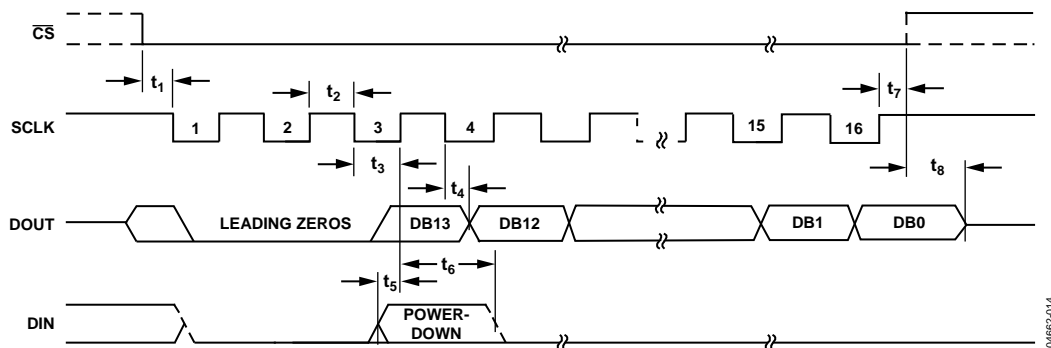 CS
t1
t2
t7
SCLK
1
2
3
4
15
16
t3
t4
t8
DOUT
LEADING ZEROS
DB13
DB12
DB1
DB0
t5
t6
DIN
POWER-
DOWN
04662-014